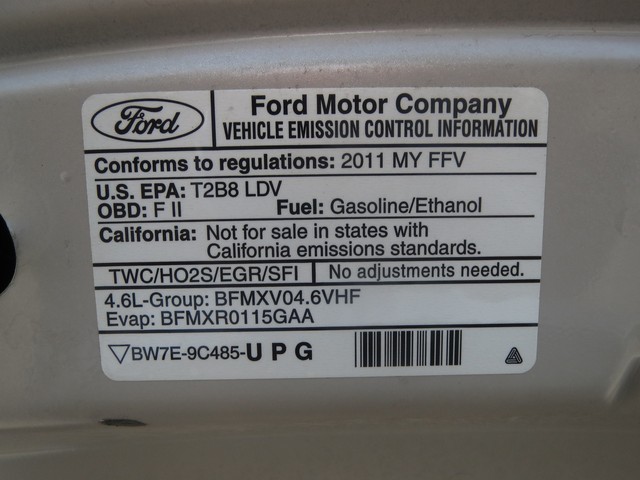 Ford
Ford Motor Company
VEHICLE EMISSION CONTROL INFORMATION
Conforms to regulations: 2011 MY FFV
U.S. EPA: T2B8 LDV
OBD: F II Fuel: Gasoline/Ethanol
California: Not for sale in states with
California emissions standards.
TWC/HO2S/EGR/SFI No adjustments needed.
4.6L-Group: BFMXV04.6VHF
Evap: BFMXR0115GAA
BW7E-9C485-U P G